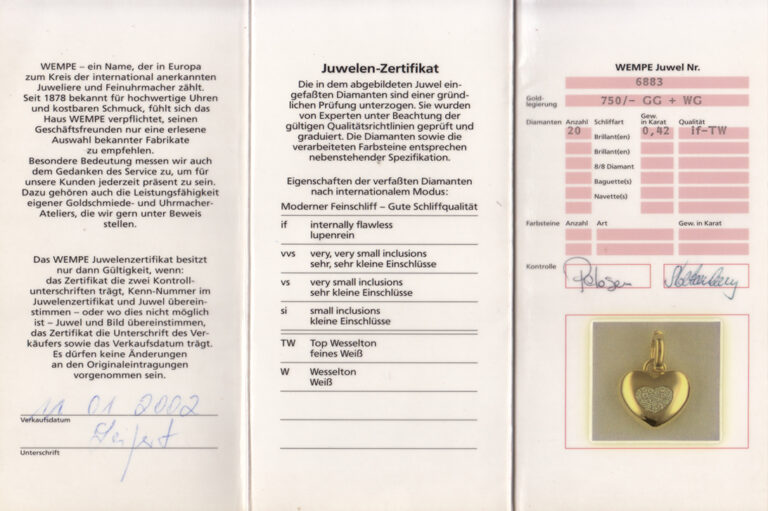 WEMPE – ein Name, der in Europa
zum Kreis der international anerkannten
Juweliere und Feinuhrmacher zählt.
Seit 1878 bekannt für hochwertige Uhren
und kostbaren Schmuck, fühlt sich das
Haus WEMPE verpflichtet, seinen
Geschäftsfreunden nur eine erlesene
Auswahl bekannter Fabrikate
zu empfehlen.
Besondere Bedeutung messen wir auch
dem Gedanken des Service zu, um für
unsere Kunden jederzeit präsent zu sein.
Dazu gehören auch die Leistungsfähigkeit
eigener Goldschmiede- und Uhrmacher-
Ateliers, die wir gern unter Beweis
stellen.
Das WEMPE Juwelenzertifikat besitzt
nur dann Gültigkeit, wenn:
das Zertifikat die zwei Kontroll-
unterschriften trägt, Kenn-Nummer im
Juwelenzertifikat und Juwel überein-
stimmen – oder wo dies nicht möglich
ist – Juwel und Bild übereinstimmen,
das Zertifikat die Unterschrift des Ver-
käufers sowie das Verkaufsdatum trägt.
Es dürfen keine Änderungen
an den Originaleintragungen
vorgenommen sein.
11 01 2002
Verkaufsdatum
Seifert
Unterschrift
Juwelen-Zertifikat
Die in dem abgebildeten Juwel ein-
gefaßten Diamanten sind einer gründ-
lichen Prüfung unterzogen. Sie wurden
von Experten unter Beachtung der
gültigen Qualitätsrichtlinien geprüft und
graduiert. Die Diamanten sowie die
verarbeiteten Farbsteine entsprechen
nebenstehender Spezifikation.
Eigenschaften der verfaßten Diamanten
nach internationalem Modus:
Moderner Feinschliff – Gute Schliffqualität
if internally flawless
lupenrein
vvs very, very small inclusions
sehr, sehr kleine Einschlüsse
vs very small inclusions
sehr kleine Einschlüsse
si small inclusions
kleine Einschlüsse
TW Top Wesselton
feines Weiß
W Wesselton
Weiß
WEMPE Juwel Nr.
6883
Gold-
legierung 750/- GG + WG
Diamanten Anzahl Schliffart Gew. in Karat Qualität
20 Brillant(en) 0,42 if-TW
Brillant(en)
8/8 Diamant
Baguette(s)
Navette(s)
Farbsteine Anzahl Art Gew. in Karat
Kontrolle